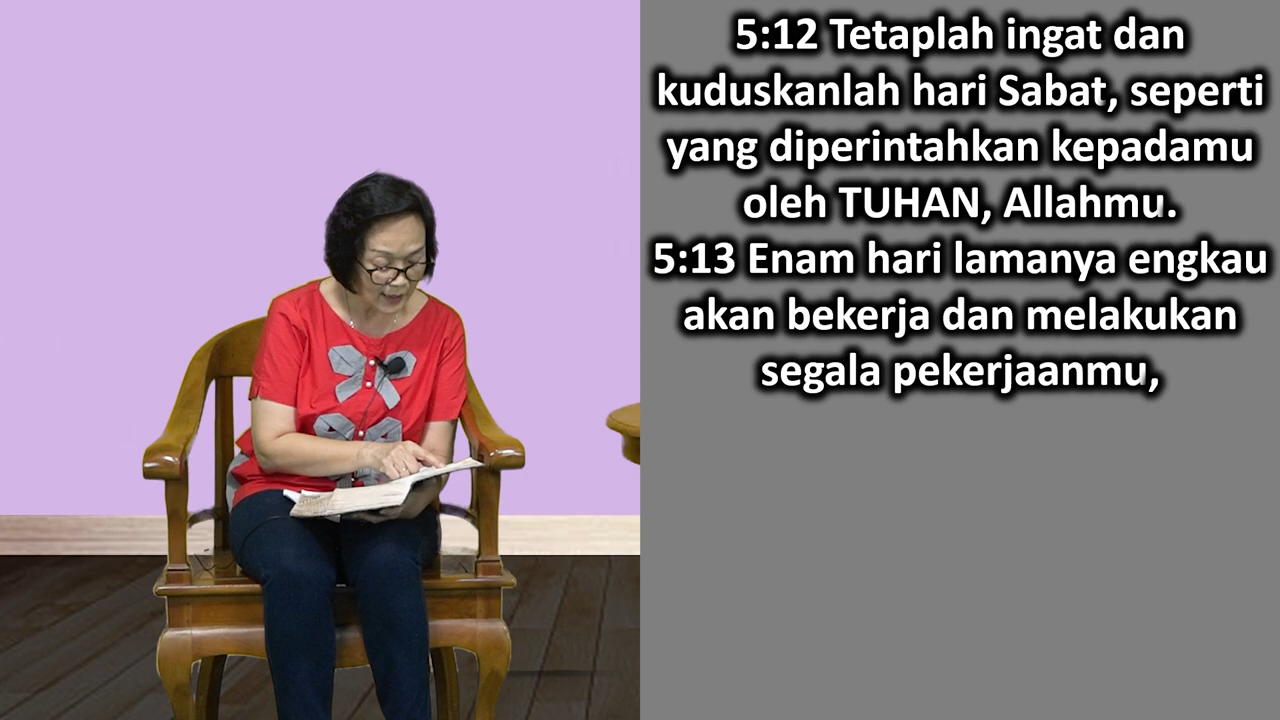 5:12 Tetaplah ingat dan
kuduskanlah hari Sabat, seperti
yang diperintahkan kepadamu
oleh TUHAN, Allahmu.
5:13 Enam hari lamanya engkau
akan bekerja dan melakukan
segala pekerjaanmu,